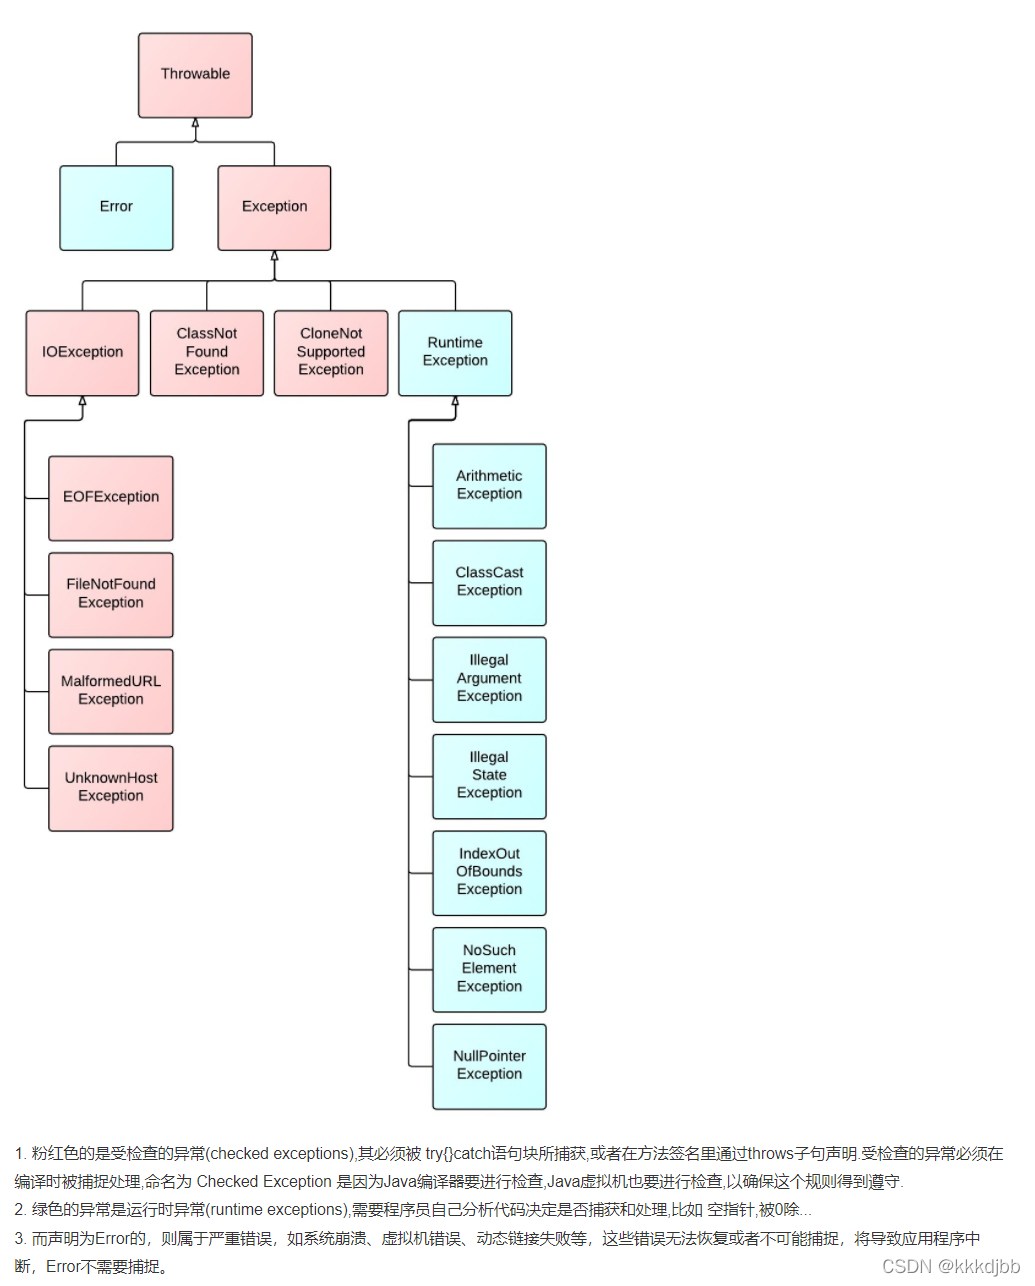 Throwable
Error
Exception
IOException
ClassNot
Found
Exception
CloneNot
Supported
Exception
Runtime
Exception
EOFException
FileNotFound
Exception
MalformedURL
Exception
UnknownHost
Exception
Arithmetic
Exception
ClassCast
Exception
Illegal
Argument
Exception
Illegal
State
Exception
IndexOut
OfBounds
Exception
NoSuch
Element
Exception
NullPointer
Exception
1. 粉红色的是受检查的异常(checked exceptions),其必须被 try{}catch语句块所捕获,或者在方法签名里通过throws子句声明.受检查的异常必须在
编译时被捕捉处理,命名为 Checked Exception 是因为Java编译器要进行检查,Java虚拟机也要进行检查,以确保这个规则得到遵守.
2. 绿色的异常是运行时异常(runtime exceptions),需要程序员自己分析代码决定是否捕获和处理,比如 空指针,被0除...
3. 而声明为Error的，则属于严重错误，如系统崩溃、虚拟机错误、动态链接失败等，这些错误无法恢复或者不可能捕捉，将导致应用程序中
断，Error不需要捕捉。
CSDN @kkkdjbb